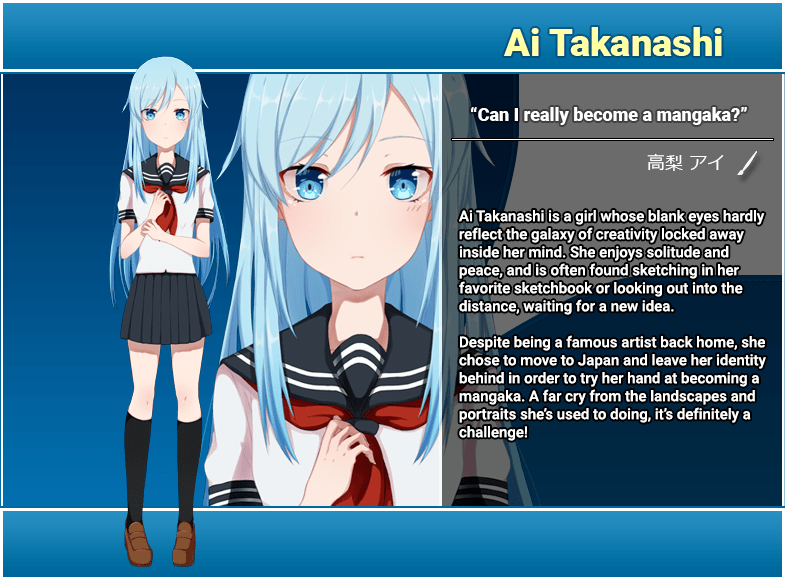 Ai Takanashi
“Can I really become a mangaka?”
高梨 アイ
Ai Takanashi is a girl whose blank eyes hardly
reflect the galaxy of creativity locked away
inside her mind. She enjoys solitude and
peace, and is often found sketching in her
favorite sketchbook or looking out into the
distance, waiting for a new idea.
Despite being a famous artist back home, she
chose to move to Japan and leave her identity
behind in order to try her hand at becoming a
mangaka. A far cry from the landscapes and
portraits she’s used to doing, it’s definitely a
challenge!